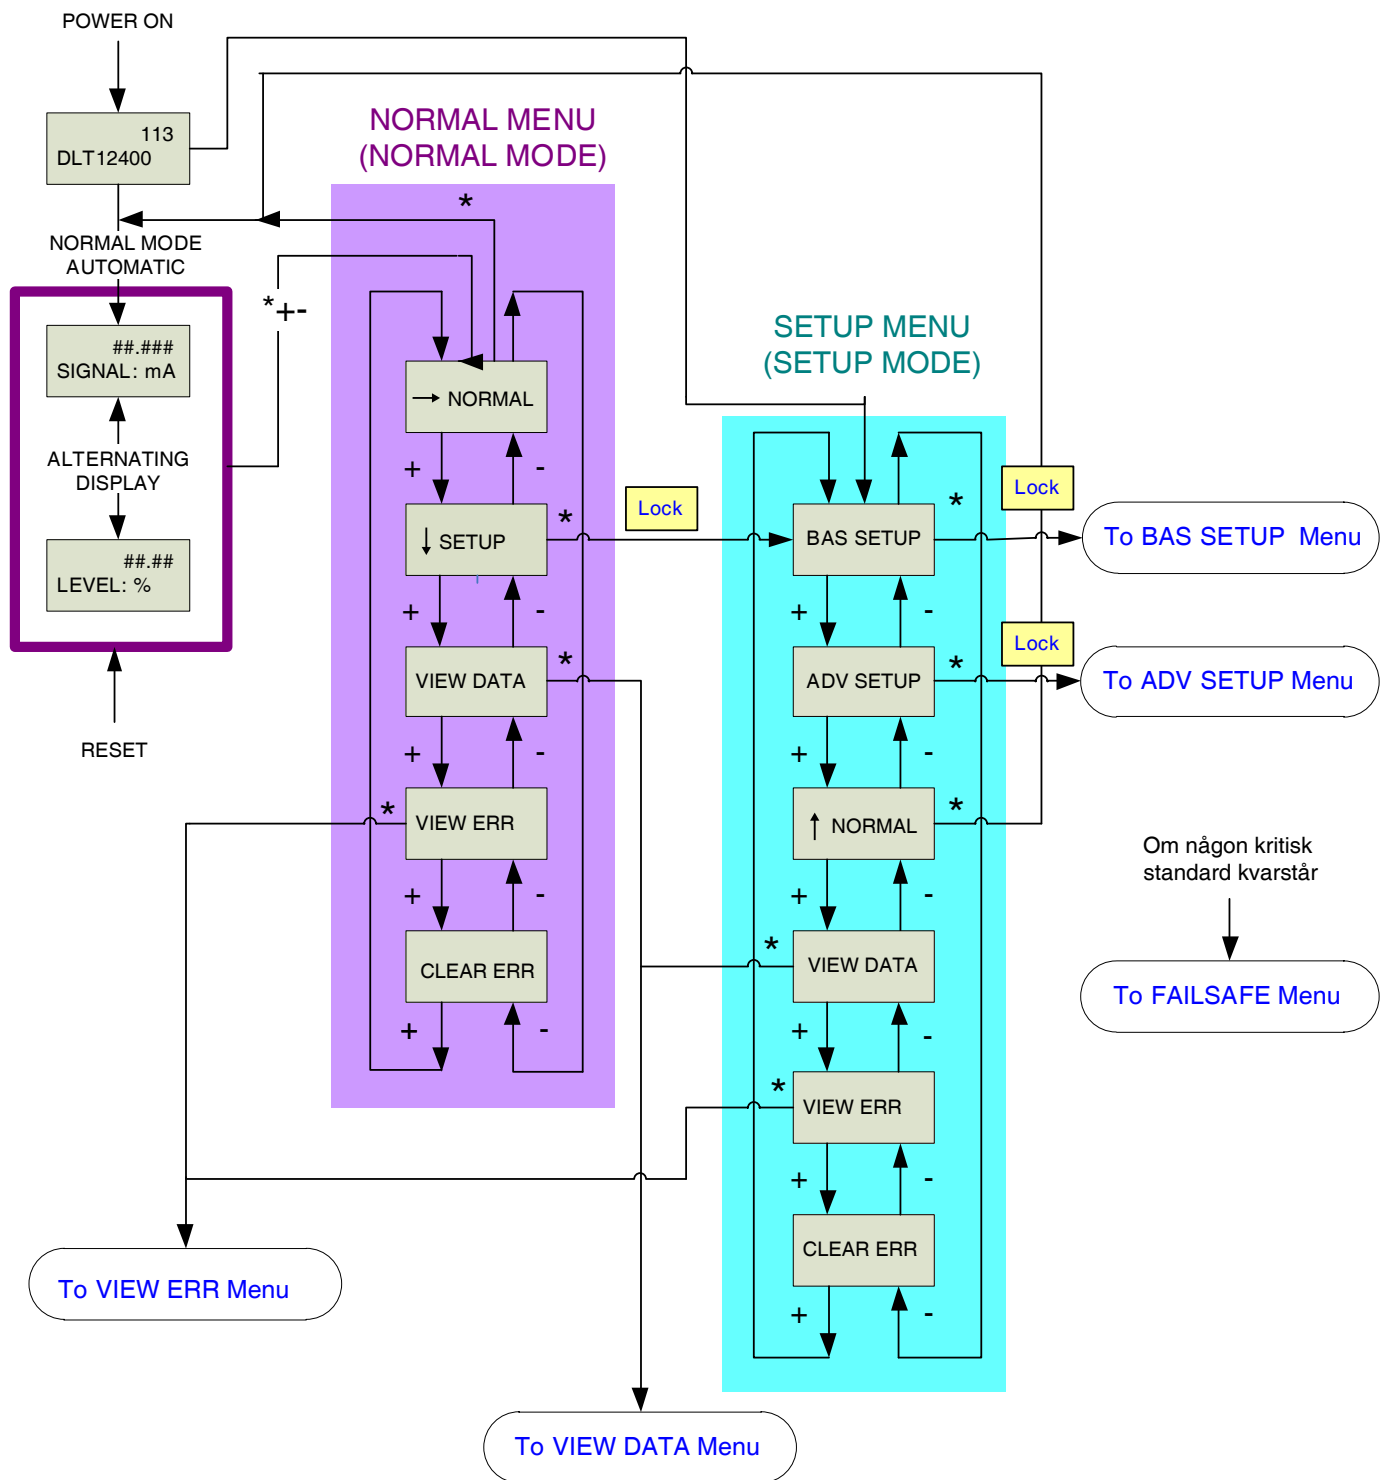 POWER ON
113
DLT12400
NORMAL MENU
(NORMAL MODE)
*
NORMAL MODE
AUTOMATIC
*+-
##.###
SIGNAL: mA
ALTERNATING
DISPLAY
##.##
LEVEL: %
RESET
→ NORMAL
+ -
↓ SETUP
*
Lock
+ -
VIEW DATA
*
+ -
*
VIEW ERR
+ -
CLEAR ERR
+ -
SETUP MENU
(SETUP MODE)
BAS SETUP
*
Lock
To BAS SETUP Menu
+ -
ADV SETUP
*
Lock
To ADV SETUP Menu
+ -
↑ NORMAL
*
+ -
*
VIEW DATA
+ -
*
VIEW ERR
+ -
CLEAR ERR
+ -
Om någon kritisk
standard kvarstår
To FAILSAFE Menu
To VIEW ERR Menu
To VIEW DATA Menu